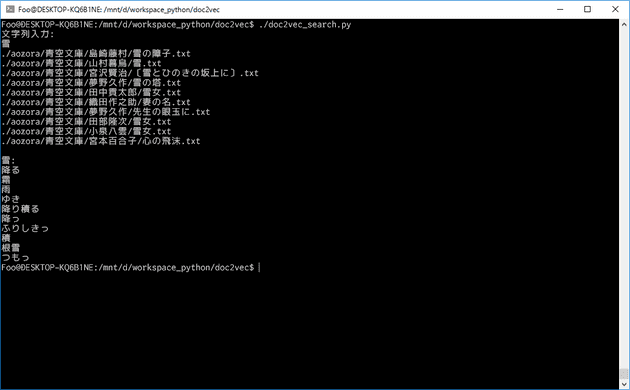 Foo@DESKTOP-KQ6B1NE: /mnt/d/workspace_python/doc2vec
Foo@DESKTOP-KQ6B1NE:/mnt/d/workspace_python/doc2vec$ ./doc2vec_search.py
文字列入力:
雪
./aozora/青空文庫/島崎藤村/雪の障子.txt
./aozora/青空文庫/山村暮鳥/雪.txt
./aozora/青空文庫/宮沢賢治/〔雪とひのきの坂上に〕.txt
./aozora/青空文庫/夢野久作/雪の塔.txt
./aozora/青空文庫/田中貢太郎/雪女.txt
./aozora/青空文庫/織田作之助/妻の名.txt
./aozora/青空文庫/夢野久作/先生の眼玉に.txt
./aozora/青空文庫/田部隆次/雪女.txt
./aozora/青空文庫/小泉八雲/雪女.txt
./aozora/青空文庫/宮本百合子/心の飛沫.txt
雪:
降る
霜
雨
ゆき
降り積る
降っ
ふりしきっ
積
根雪
つもっ
Foo@DESKTOP-KQ6B1NE:/mnt/d/workspace_python/doc2vec$